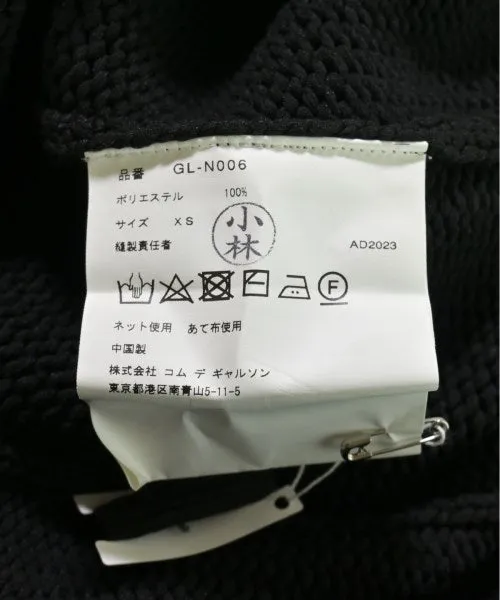 品番 GL-N006
ポリエステル 100%
サイズ XS
小林
縫製責任者 AD2023
F
ネット使用 あて布使用
中国製
株式会社 コム デ ギャルソン
東京都港区南青山5-11-5